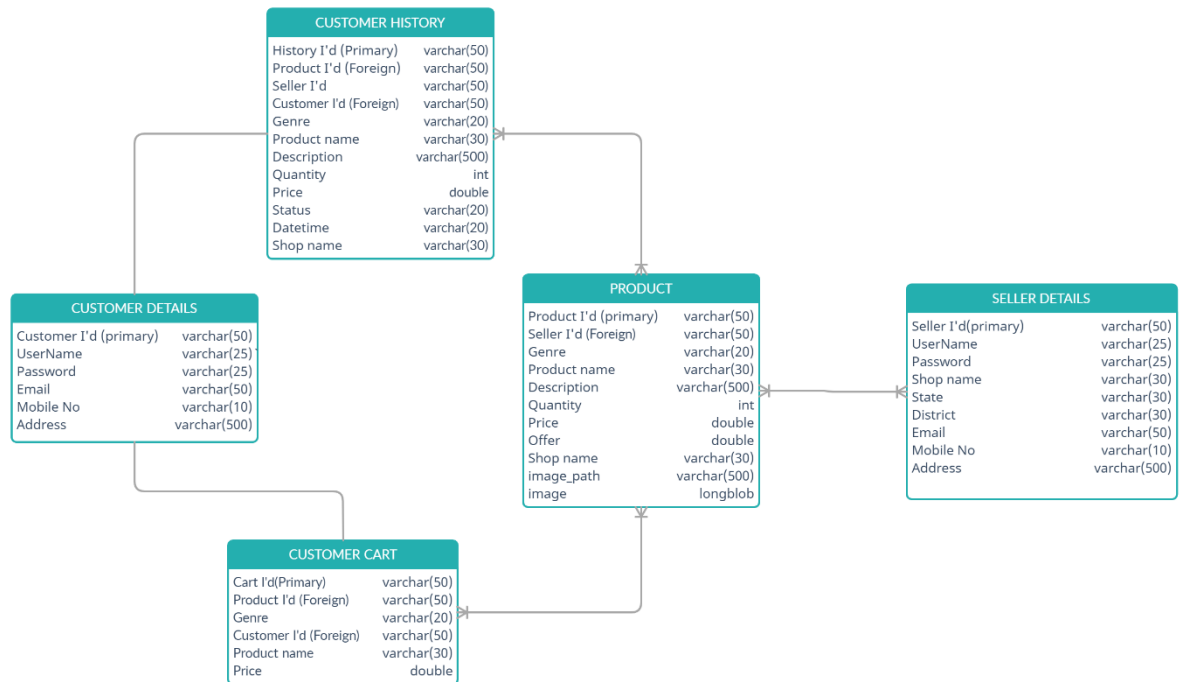 CUSTOMER HISTORY
History I'd (Primary) varchar(50)
Product I'd (Foreign) varchar(50)
Seller I'd varchar(50)
Customer I'd (Foreign) varchar(50)
Genre varchar(20)
Product name varchar(30)
Description varchar(500)
Quantity int
Price double
Status varchar(20)
Datetime varchar(20)
Shop name varchar(30)
CUSTOMER DETAILS
Customer I'd (primary) varchar(50)
UserName varchar(25)`
Password varchar(25)
Email varchar(50)
Mobile No varchar(10)
Address varchar(500)
PRODUCT
Product I'd (primary) varchar(50)
Seller I'd (Foreign) varchar(50)
Genre varchar(20)
Product name varchar(30)
Description varchar(500)
Quantity int
Price double
Offer double
Shop name varchar(30)
image_path varchar(500)
image longblob
SELLER DETAILS
Seller I'd(primary) varchar(50)
UserName varchar(25)
Password varchar(25)
Shop name varchar(30)
State varchar(30)
District varchar(30)
Email varchar(50)
Mobile No varchar(10)
Address varchar(500)
CUSTOMER CART
Cart I'd(Primary) varchar(50)
Product I'd (Foreign) varchar(50)
Genre varchar(20)
Customer I'd (Foreign) varchar(50)
Product name varchar(30)
Price double